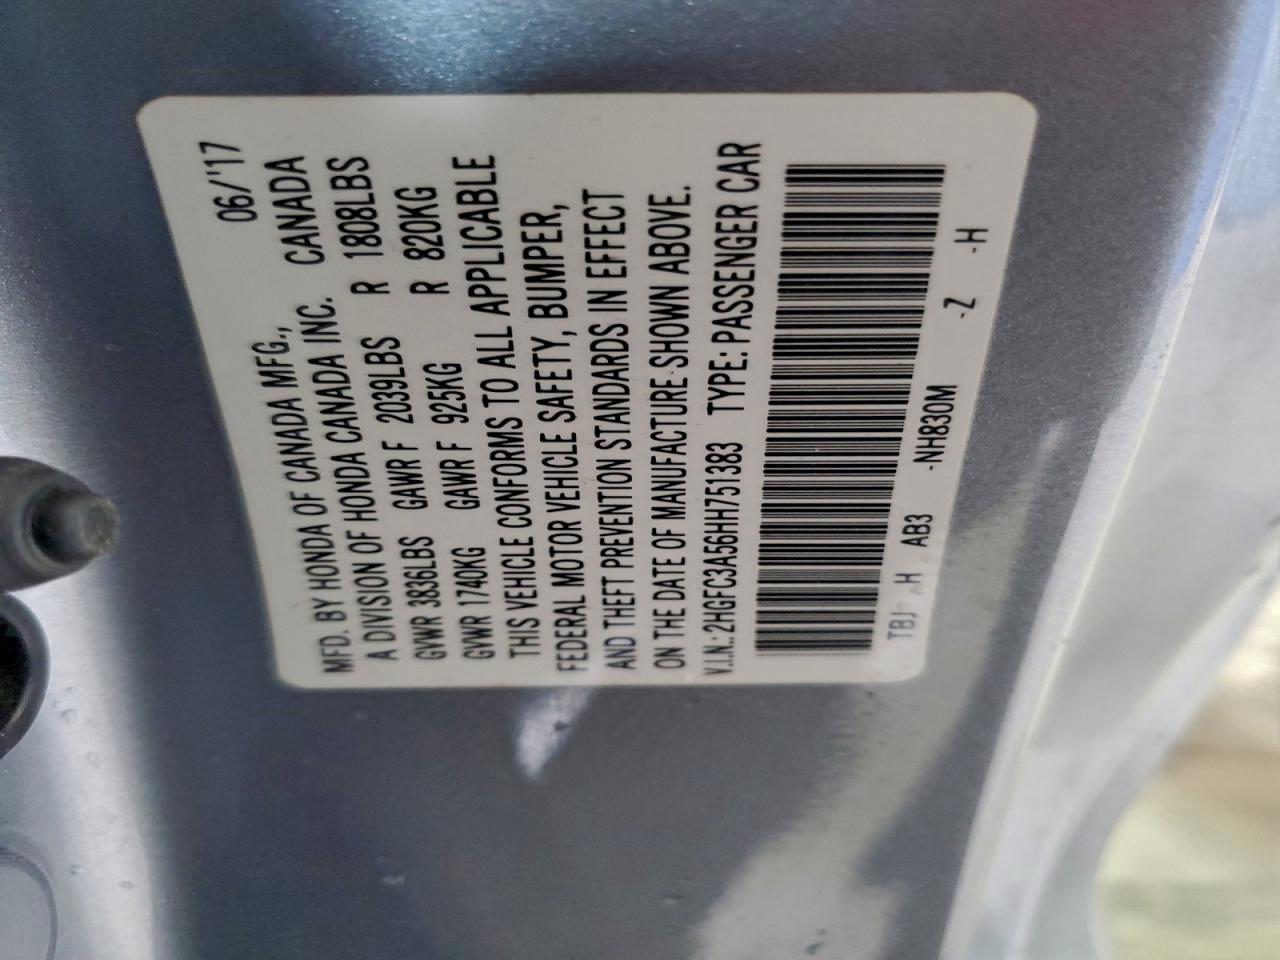 MFD. BY HONDA OF CANADA MFG., 06/'17
A DIVISION OF HONDA CANADA INC. CANADA
GVWR 3836LBS GAWR F 2039LBS R 1808LBS
GVWR 1740KG GAWR F 925KG R 820KG
THIS VEHICLE CONFORMS TO ALL APPLICABLE
FEDERAL MOTOR VEHICLE SAFETY, BUMPER,
AND THEFT PREVENTION STANDARDS IN EFFECT
ON THE DATE OF MANUFACTURE SHOWN ABOVE.
V.I.N.: 2HGFC3A56HH751383 TYPE: PASSENGER CAR
AB3 -NH830M -Z -H